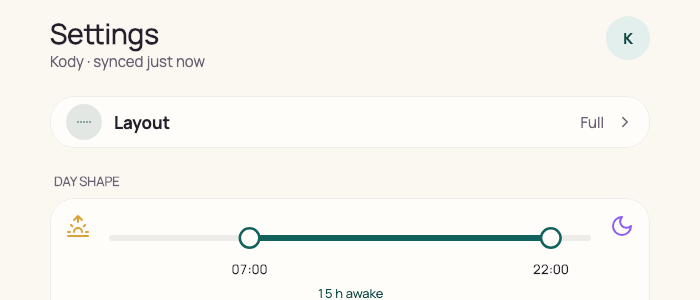 Settings
Kody · synced just now
K
Layout
Full
DAY SHAPE
07:00
22:00
15 h awake